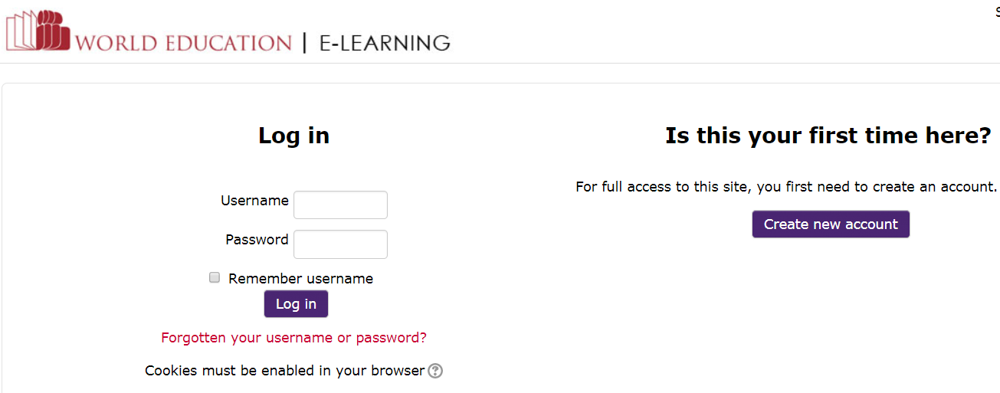 WORLD EDUCATION | E-LEARNING
Log in
Username
Password
Remember username
Log in
Forgotten your username or password?
Cookies must be enabled in your browser ?
Is this your first time here?
For full access to this site, you first need to create an account.
Create new account